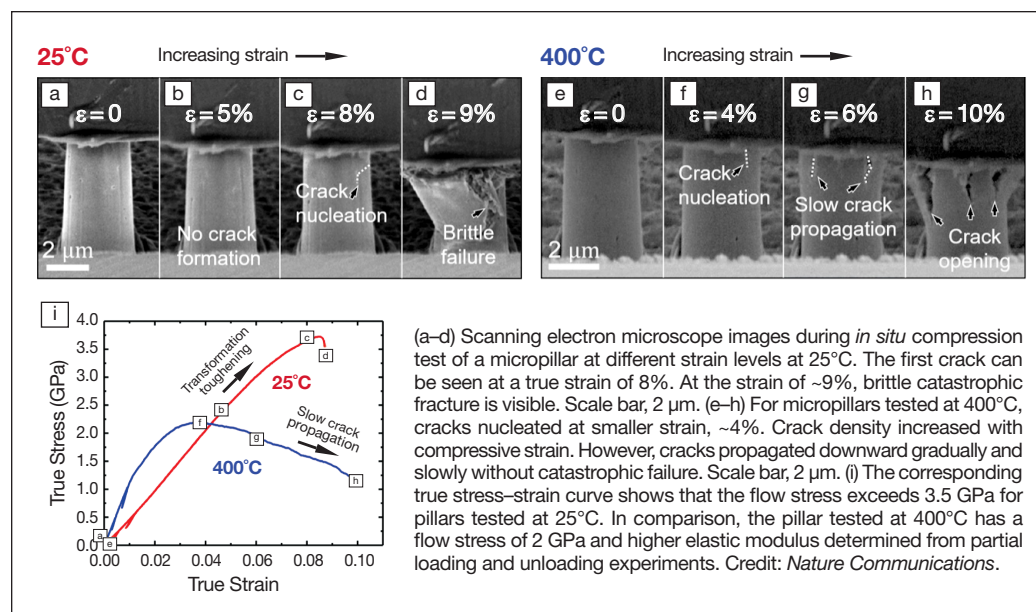 25°C
Increasing strain
400°C
Increasing strain
a
b
c
d
e
f
g
h
ε=0
ε=5%
ε=8%
ε=9%
ε=0
ε=4%
ε=6%
ε=10%
Crack
nucleation
No crack
formation
Brittle
failure
2 µm
Crack
nucleation
Slow crack
propagation
Crack
opening
2 µm
i
4.0
3.5
3.0
2.5
2.0
1.5
1.0
0.5
0.0
True Stress (GPa)
0.00 0.02 0.04 0.06 0.08 0.10
True Strain
Transformation
toughening
25°C
Slow crack
propagation
400°C
a
e
b
c
d
f
g
h
(a–d) Scanning electron microscope images during in situ compression
test of a micropillar at different strain levels at 25°C. The first crack can
be seen at a true strain of 8%. At the strain of ~9%, brittle catastrophic
fracture is visible. Scale bar, 2 µm. (e–h) For micropillars tested at 400°C,
cracks nucleated at smaller strain, ~4%. Crack density increased with
compressive strain. However, cracks propagated downward gradually and
slowly without catastrophic failure. Scale bar, 2 µm. (i) The corresponding
true stress–strain curve shows that the flow stress exceeds 3.5 GPa for
pillars tested at 25°C. In comparison, the pillar tested at 400°C has a
flow stress of 2 GPa and higher elastic modulus determined from partial
loading and unloading experiments. Credit: Nature Communications.